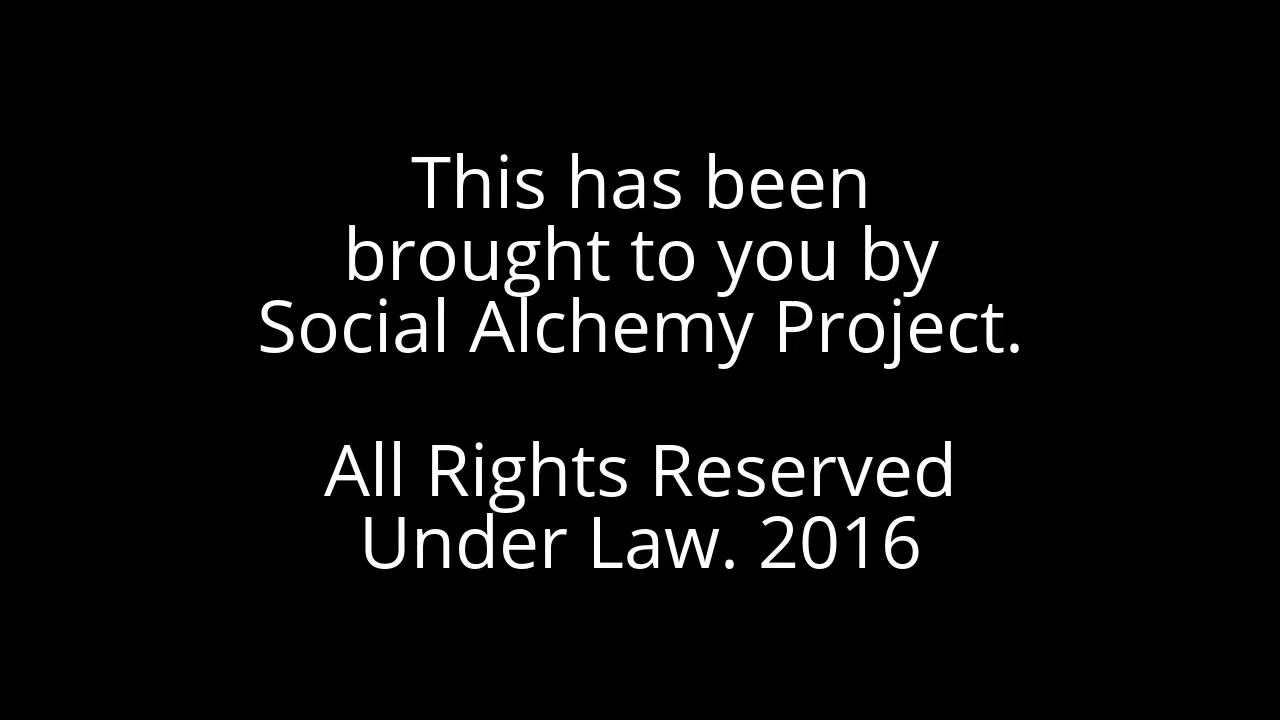 This has been
brought to you by
Social Alchemy Project.
All Rights Reserved
Under Law. 2016